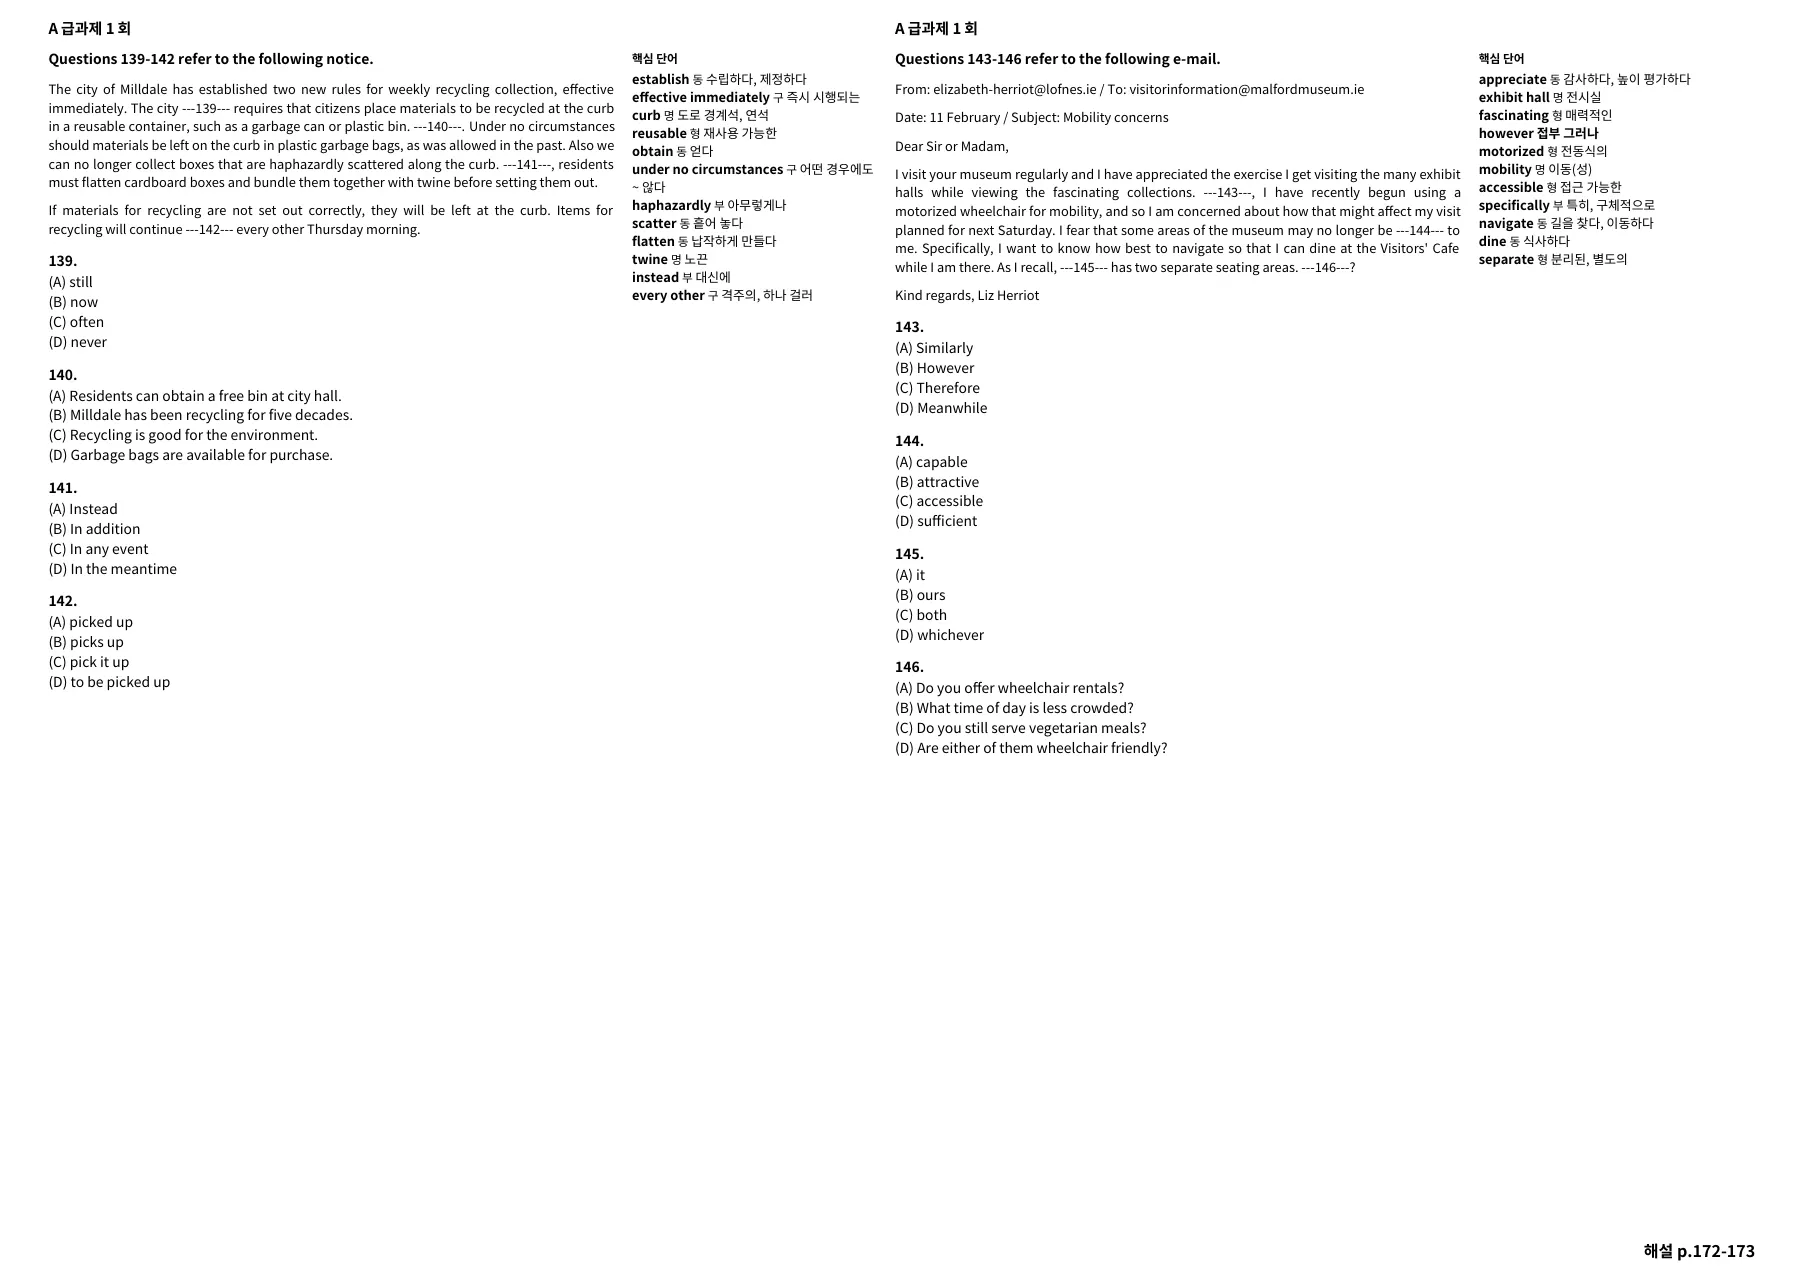 A 급과제 1 회
Questions 139-142 refer to the following notice.
The city of Milldale has established two new rules for weekly recycling collection, effective
immediately. The city ---139--- requires that citizens place materials to be recycled at the curb
in a reusable container, such as a garbage can or plastic bin. ---140---. Under no circumstances
should materials be left on the curb in plastic garbage bags, as was allowed in the past. Also we
can no longer collect boxes that are haphazardly scattered along the curb. ---141---, residents
must flatten cardboard boxes and bundle them together with twine before setting them out.
If materials for recycling are not set out correctly, they will be left at the curb. Items for
recycling will continue ---142--- every other Thursday morning.
139.
(A) still
(B) now
(C) often
(D) never
140.
(A) Residents can obtain a free bin at city hall.
(B) Milldale has been recycling for five decades.
(C) Recycling is good for the environment.
(D) Garbage bags are available for purchase.
141.
(A) Instead
(B) In addition
(C) In any event
(D) In the meantime
142.
(A) picked up
(B) picks up
(C) pick it up
(D) to be picked up
핵심 단어
establish 동 수립하다, 제정하다
effective immediately 구 즉시 시행되는
curb 명 도로 경계석, 연석
reusable 형 재사용 가능한
obtain 동 얻다
under no circumstances 구 어떤 경우에도
~ 않다
haphazardly 부 아무렇게나
scatter 동 흩어 놓다
flatten 동 납작하게 만들다
twine 명 노끈
instead 부 대신에
every other 구 격주의, 하나 걸러
A 급과제 1 회
Questions 143-146 refer to the following e-mail.
From: elizabeth-herriot@lofnes.ie / To: visitorinformation@malfordmuseum.ie
Date: 11 February / Subject: Mobility concerns
Dear Sir or Madam,
I visit your museum regularly and I have appreciated the exercise I get visiting the many exhibit
halls while viewing the fascinating collections. ---143---, I have recently begun using a
motorized wheelchair for mobility, and so I am concerned about how that might affect my visit
planned for next Saturday. I fear that some areas of the museum may no longer be ---144--- to
me. Specifically, I want to know how best to navigate so that I can dine at the Visitors' Cafe
while I am there. As I recall, ---145--- has two separate seating areas. ---146---?
Kind regards, Liz Herriot
143.
(A) Similarly
(B) However
(C) Therefore
(D) Meanwhile
144.
(A) capable
(B) attractive
(C) accessible
(D) sufficient
145.
(A) it
(B) ours
(C) both
(D) whichever
146.
(A) Do you offer wheelchair rentals?
(B) What time of day is less crowded?
(C) Do you still serve vegetarian meals?
(D) Are either of them wheelchair friendly?
핵심 단어
appreciate 동 감사하다, 높이 평가하다
exhibit hall 명 전시실
fascinating 형 매력적인
however 접부 그러나
motorized 형 전동식의
mobility 명 이동(성)
accessible 형 접근 가능한
specifically 부 특히, 구체적으로
navigate 동 길을 찾다, 이동하다
dine 동 식사하다
separate 형 분리된, 별도의
해설 p.172-173